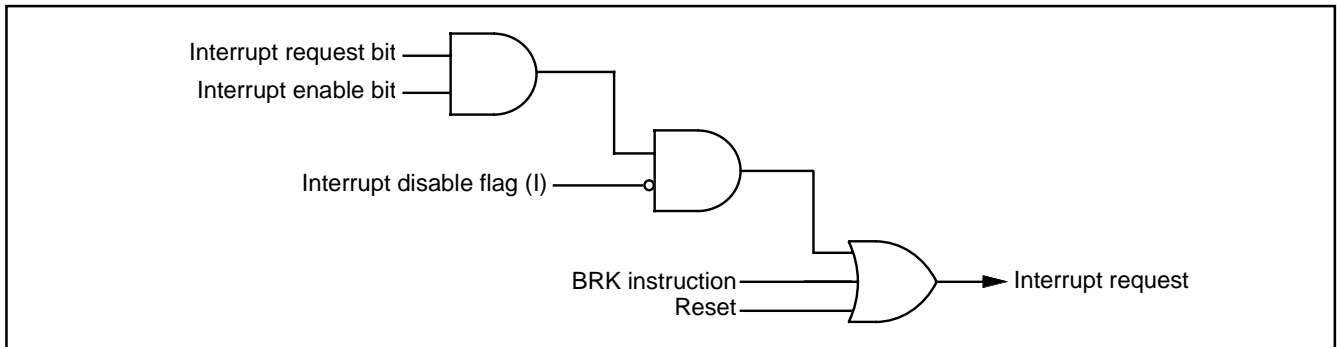 Interrupt request bit
Interrupt enable bit
Interrupt disable flag (I)
BRK instruction
Reset
Interrupt request